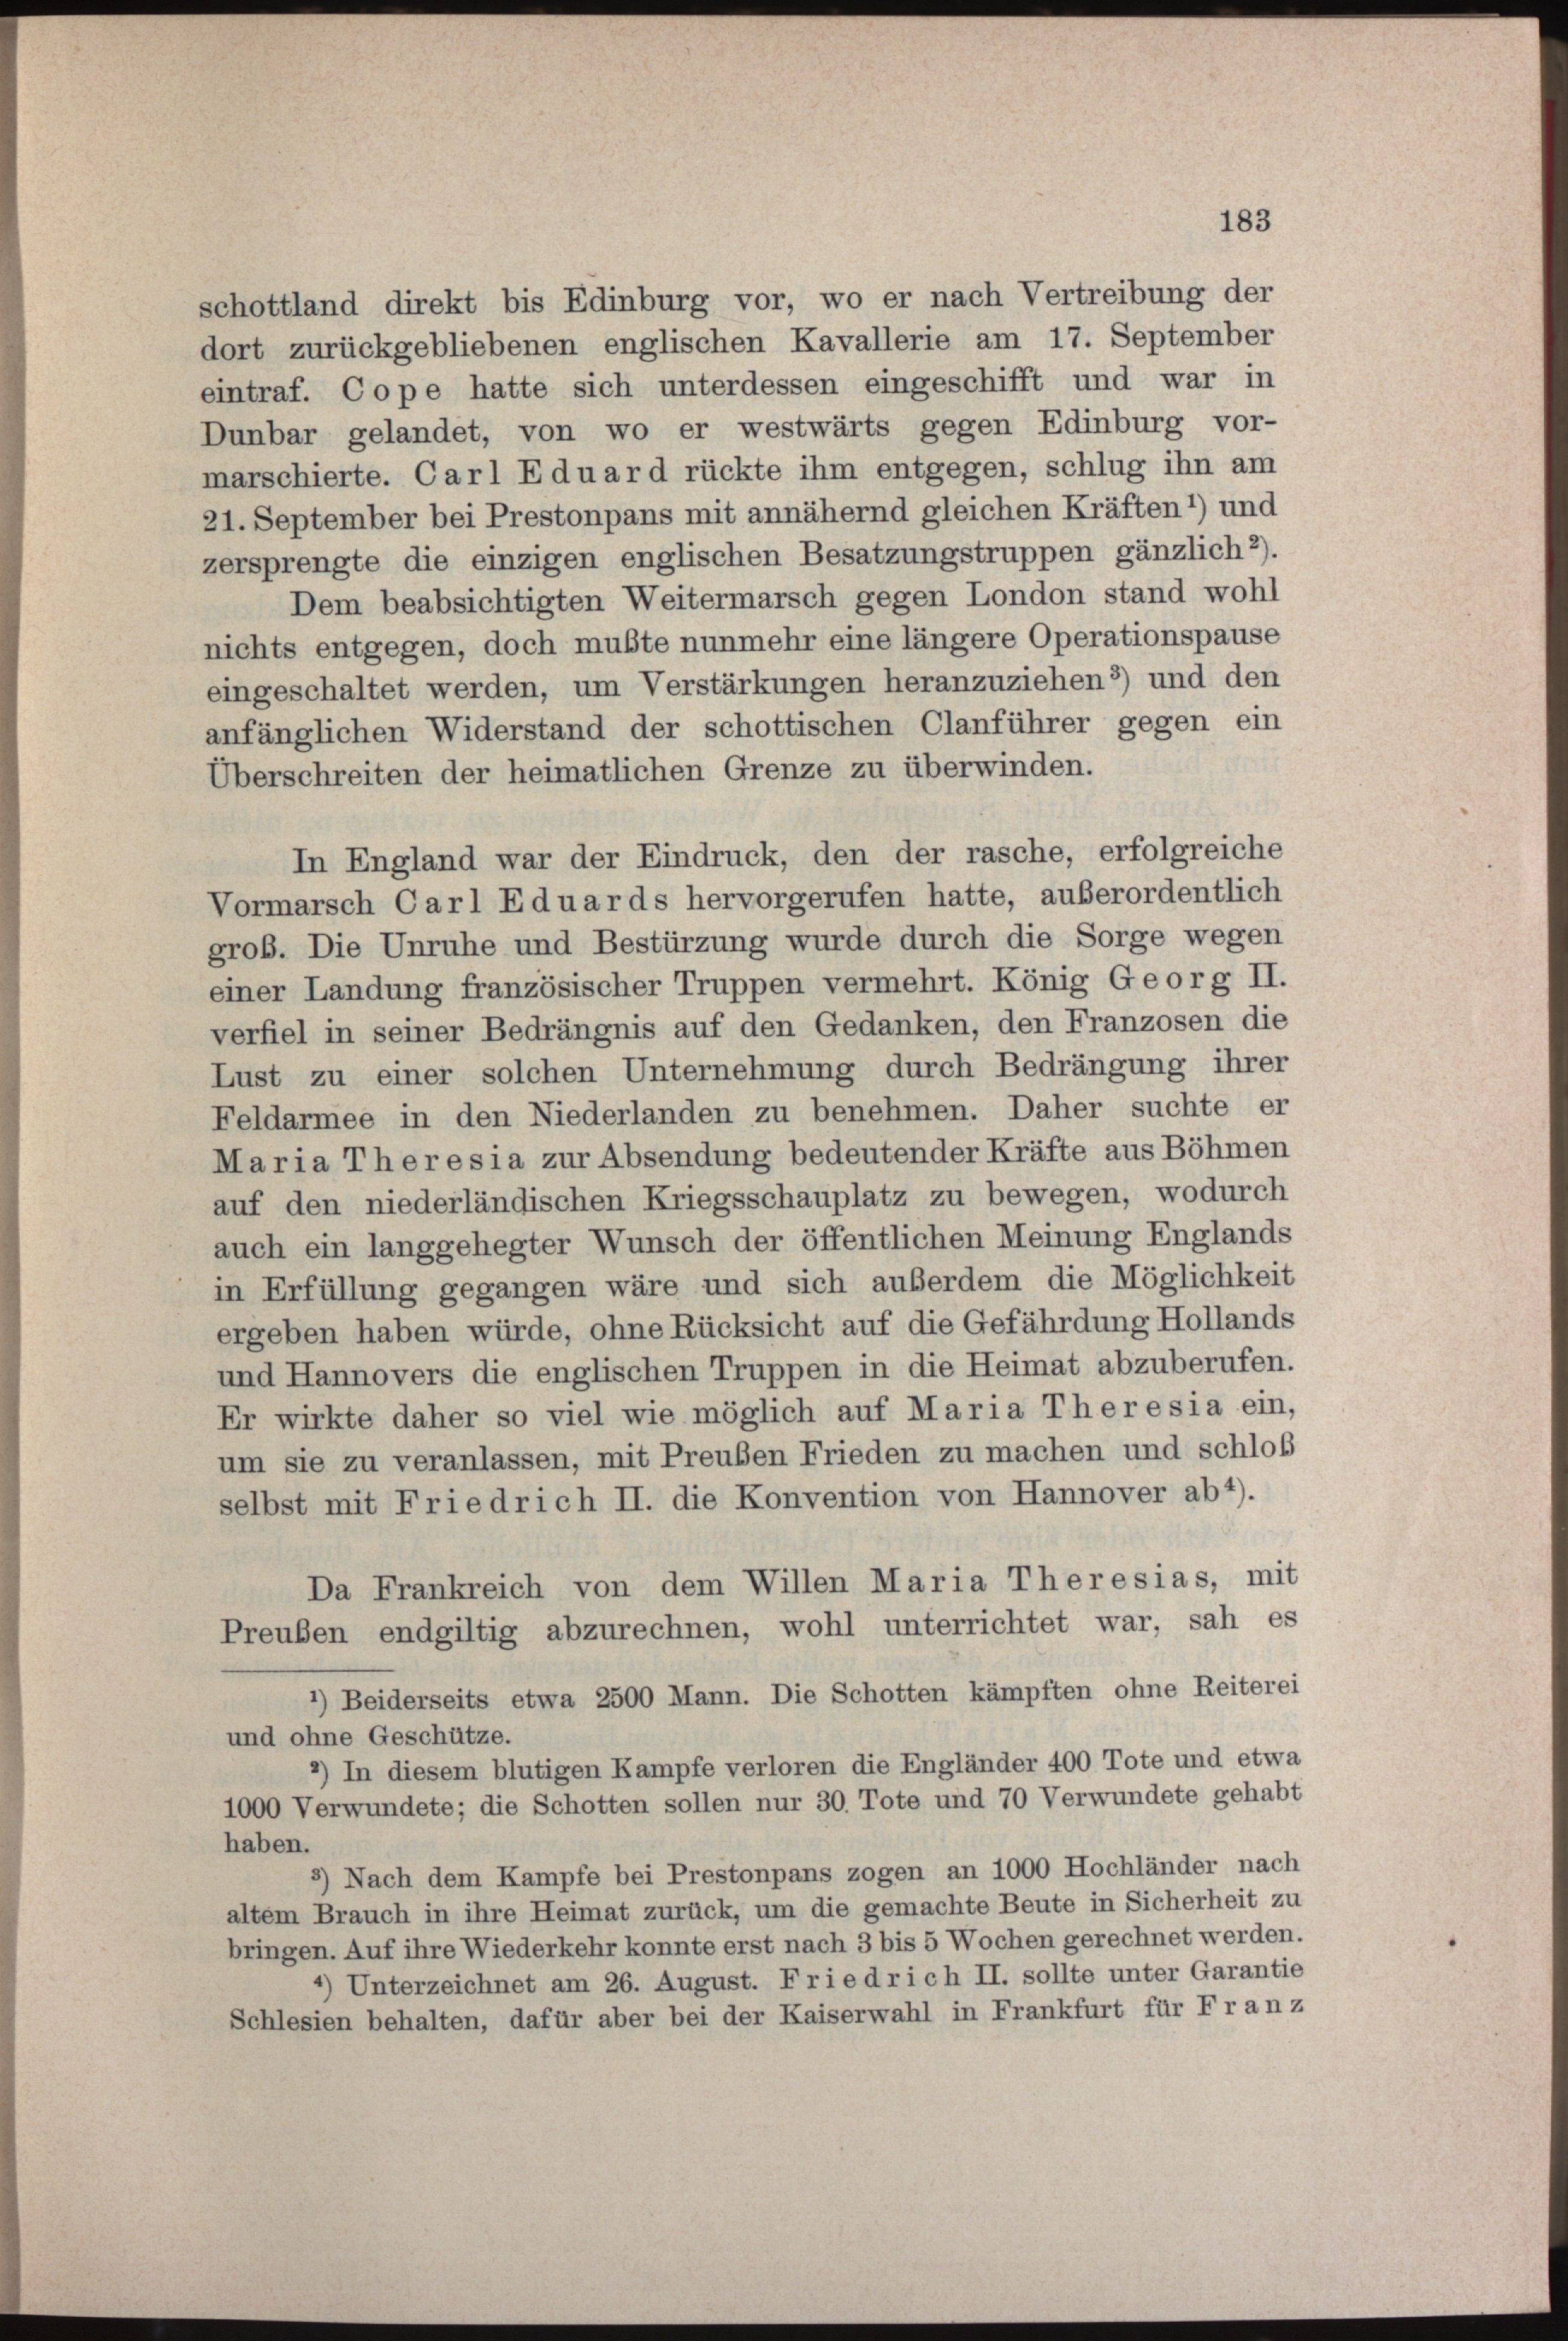 183
schottland direkt bis Edinburg vor, wo er nach Vertreibung der
dort zurückgebliebenen englischen Kavallerie am 17. September
eintraf. Cope hatte sich unterdessen eingeschifft und war in
Dunbar gelandet, von wo er westwärts gegen Edinburg vor-
marschierte. Carl Eduard rückte ihm entgegen, schlug ihn am
21. September bei Prestonpans mit annähernd gleichen Kräften¹) und
zersprengte die einzigen englischen Besatzungstruppen gänzlich²).
Dem beabsichtigten Weitermarsch gegen London stand wohl
nichts entgegen, doch mußte nunmehr eine längere Operationspause
eingeschaltet werden, um Verstärkungen heranzuziehen³) und den
anfänglichen Widerstand der schottischen Clanführer gegen ein
Überschreiten der heimatlichen Grenze zu überwinden.
In England war der Eindruck, den der rasche, erfolgreiche
Vormarsch Carl Eduards hervorgerufen hatte, außerordentlich
groß. Die Unruhe und Bestürzung wurde durch die Sorge wegen
einer Landung französischer Truppen vermehrt. König Georg II.
verfiel in seiner Bedrängnis auf den Gedanken, den Franzosen die
Lust zu einer solchen Unternehmung durch Bedrängung ihrer
Feldarmee in den Niederlanden zu benehmen. Daher suchte er
Maria Theresia zur Absendung bedeutender Kräfte aus Böhmen
auf den niederländischen Kriegsschauplatz zu bewegen, wodurch
auch ein langgehegter Wunsch der öffentlichen Meinung Englands
in Erfüllung gegangen wäre und sich außerdem die Möglichkeit
ergeben haben würde, ohne Rücksicht auf die Gefährdung Hollands
und Hannovers die englischen Truppen in die Heimat abzuberufen.
Er wirkte daher so viel wie möglich auf Maria Theresia ein,
um sie zu veranlassen, mit Preußen Frieden zu machen und schloß
selbst mit Friedrich II. die Konvention von Hannover ab⁴).
Da Frankreich von dem Willen Maria Theresias, mit
Preußen endgiltig abzurechnen, wohl unterrichtet war, sah es
¹) Beiderseits etwa 2500 Mann. Die Schotten kämpften ohne Reiterei
und ohne Geschütze.
²) In diesem blutigen Kampfe verloren die Engländer 400 Tote und etwa
1000 Verwundete; die Schotten sollen nur 30. Tote und 70 Verwundete gehabt
haben.
³) Nach dem Kampfe bei Prestonpans zogen an 1000 Hochländer nach
altem Brauch in ihre Heimat zurück, um die gemachte Beute in Sicherheit zu
bringen. Auf ihre Wiederkehr konnte erst nach 3 bis 5 Wochen gerechnet werden.
⁴) Unterzeichnet am 26. August. Friedrich II. sollte unter Garantie
Schlesien behalten, dafür aber bei der Kaiserwahl in Frankfurt für Franz